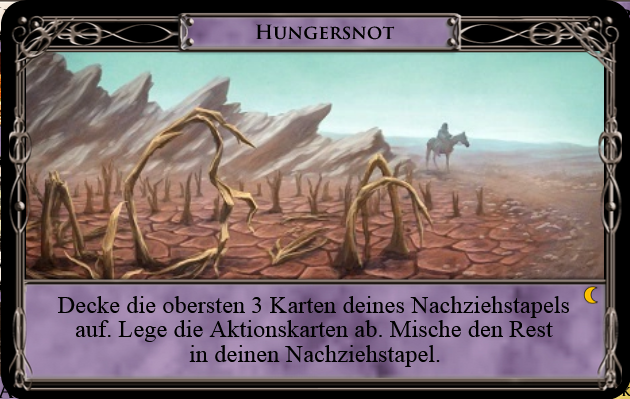 Hungersnot
Decke die obersten 3 Karten deines Nachziehstapels
auf. Lege die Aktionskarten ab. Mische den Rest
in deinen Nachziehstapel.